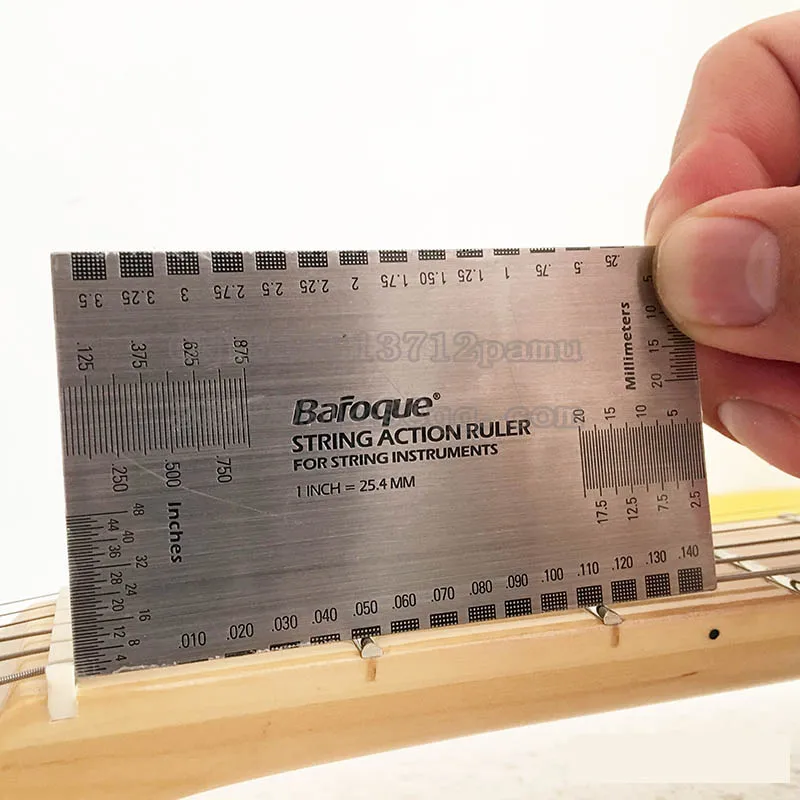 3.5 3.25 3 2.75 2.5 2.25 2 1.75 1.50 1.25 1 .75 .5 .25
.125 .375 .625 .875
.250 .500 .750
Inches
48 44 40 36 32 28 24 20 16 12 8 4
13712pamu
Baroque®
STRING ACTION RULER
FOR STRING INSTRUMENTS
1 INCH = 25.4 MM
Millimeters
5 10 15 20
20 15 10 5
17.5 12.5 7.5 2.5
.010 .020 .030 .040 .050 .060 .070 .080 .090 .100 .110 .120 .130 .140